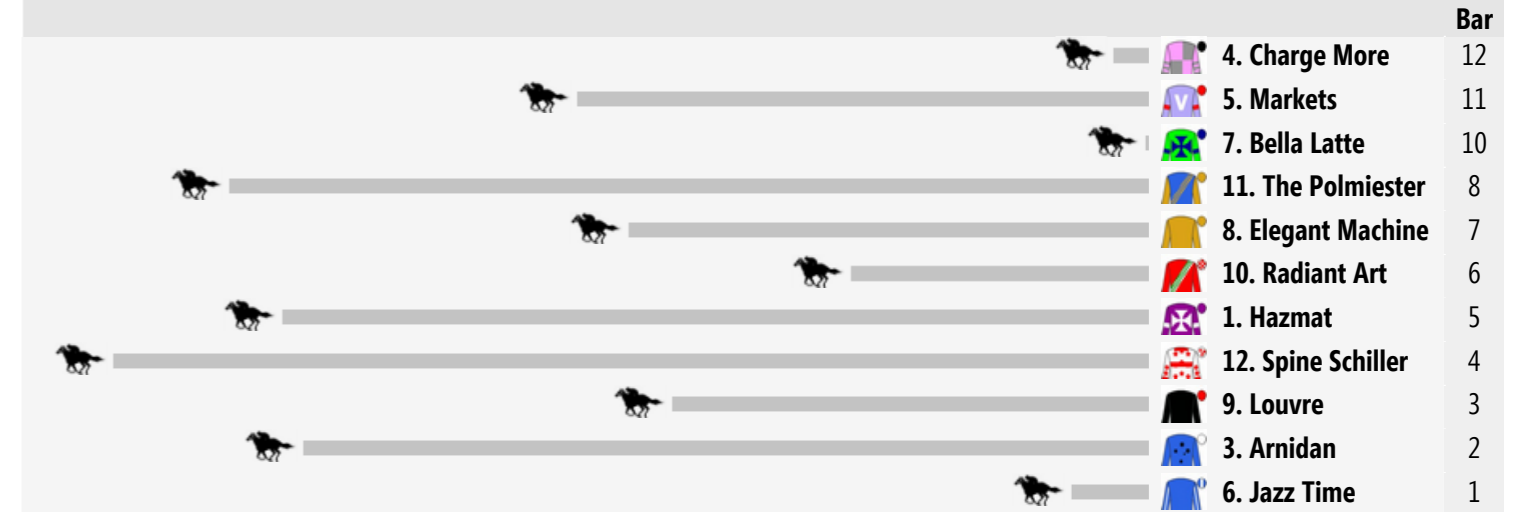 Bar
4. Charge More 12
5. Markets 11
V
7. Bella Latte 10
11. The Polmiester 8
8. Elegant Machine 7
10. Radiant Art 6
1. Hazmat 5
12. Spine Schiller 4
9. Louvre 3
3. Arnidan 2
6. Jazz Time 1